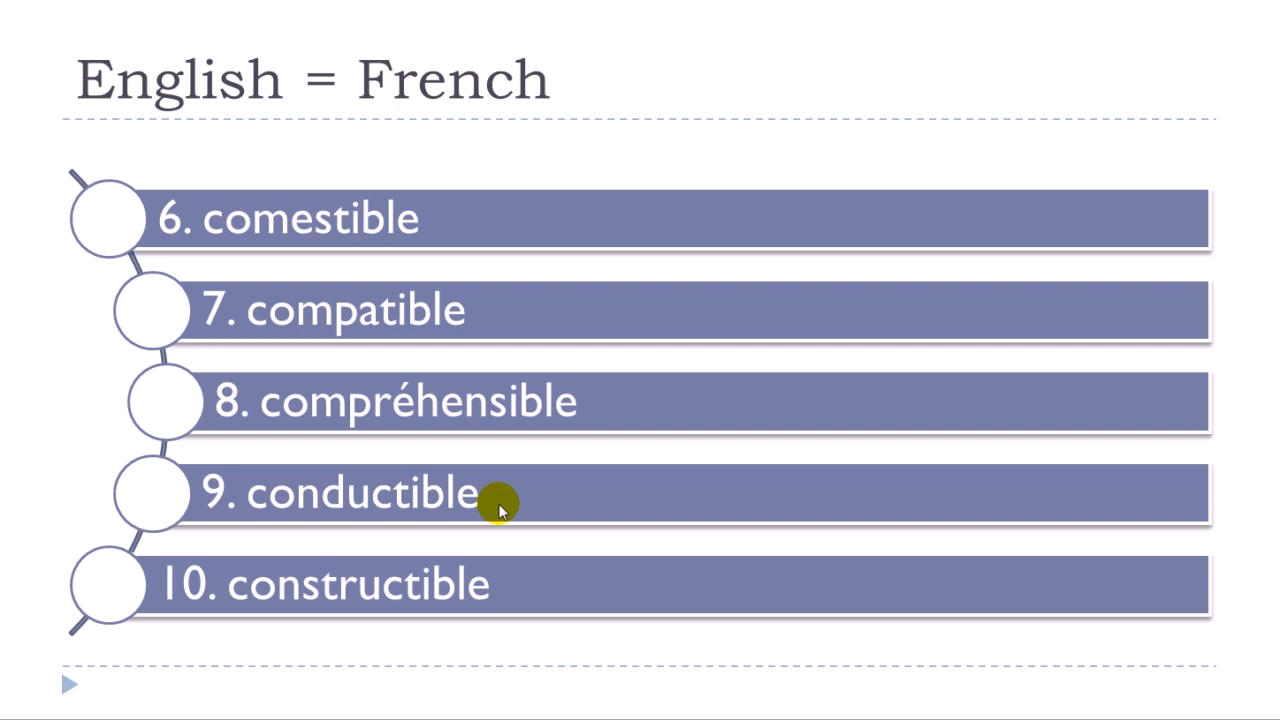 English = French
6. comestible
7. compatible
8. compréhensible
9. conductible
10. constructible